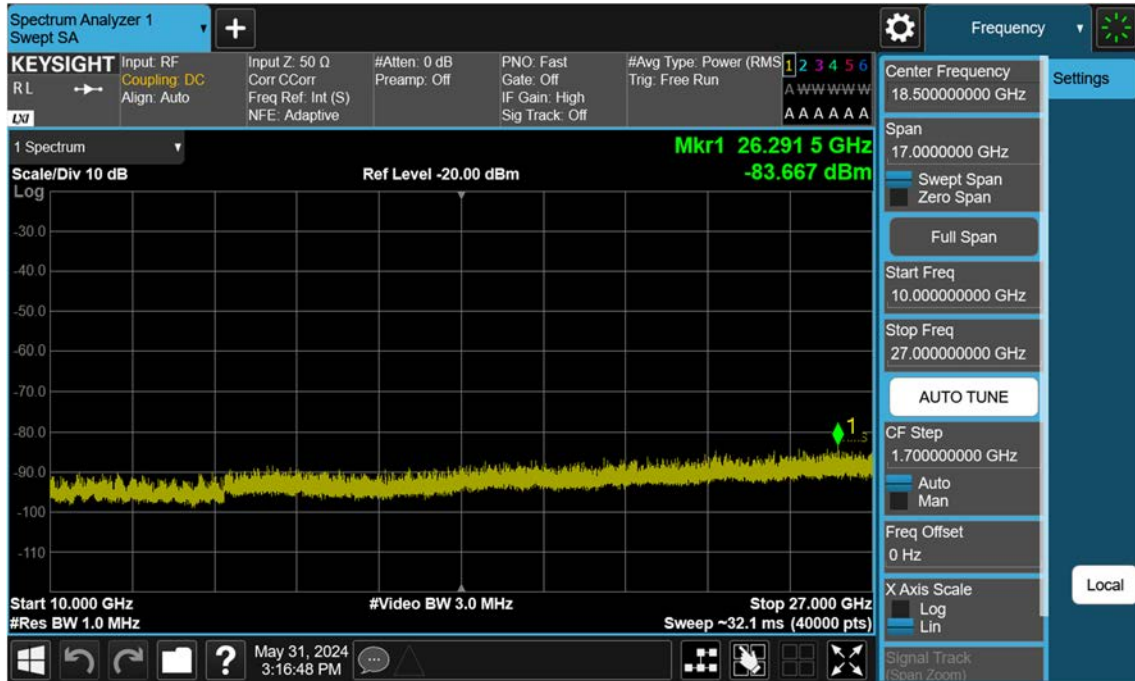 Spectrum Analyzer 1
Swept SA
+
Frequency
KEYSIGHT
R L
LXI
Input: RF
Coupling: DC
Align: Auto
Input Z: 50 Ω
Corr CCorr
Freq Ref: Int (S)
NFE: Adaptive
#Atten: 0 dB
Preamp: Off
PNO: Fast
Gate: Off
IF Gain: High
Sig Track: Off
#Avg Type: Power (RMS
Trig: Free Run
1 2 3 4 5 6
A W W W W W
A A A A A A
1 Spectrum
Scale/Div 10 dB
Ref Level -20.00 dBm
Mkr1 26.291 5 GHz
-83.667 dBm
Log
-30.0
-40.0
-50.0
-60.0
-70.0
-80.0
-90.0
-100
-110
1
Start 10.000 GHz
#Res BW 1.0 MHz
#Video BW 3.0 MHz
Stop 27.000 GHz
Sweep ~32.1 ms (40000 pts)
Center Frequency
18.500000000 GHz
Span
17.0000000 GHz
Swept Span
Zero Span
Full Span
Start Freq
10.000000000 GHz
Stop Freq
27.000000000 GHz
AUTO TUNE
CF Step
1.700000000 GHz
Auto
Man
Freq Offset
0 Hz
X Axis Scale
Log
Lin
Signal Track
(Span Zoom)
Settings
Local
?
May 31, 2024
3:16:48 PM